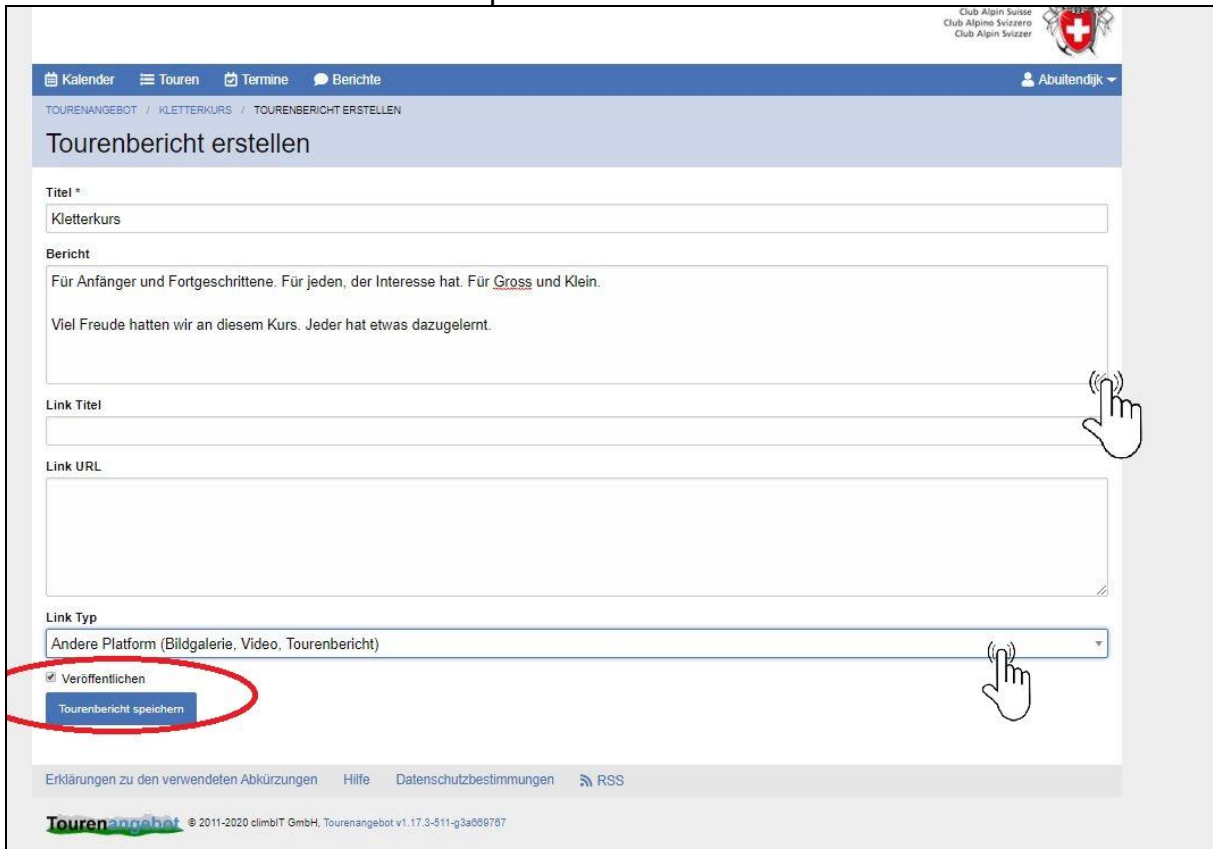 Club Alpin Suisse
Club Alpino Svizzero
Club Alpin Svizzer
Kalender Touren Termine Berichte Abuitendijk
TOURENANGEBOT / KLETTERKURS / TOURENBERICHT ERSTELLEN
Tourenbericht erstellen
Titel *
Kletterkurs
Bericht
Für Anfänger und Fortgeschrittene. Für jeden, der Interesse hat. Für Gross und Klein.
Viel Freude hatten wir an diesem Kurs. Jeder hat etwas dazugelernt.
Link Titel
Link URL
Link Typ
Andere Platform (Bildgalerie, Video, Tourenbericht)
Veröffentlichen
Tourenbericht speichern
Erklärungen zu den verwendeten Abkürzungen Hilfe Datenschutzbestimmungen RSS
Tourenangebot © 2011-2020 climbIT GmbH, Tourenangebot v1.17.3-511-g3a669767